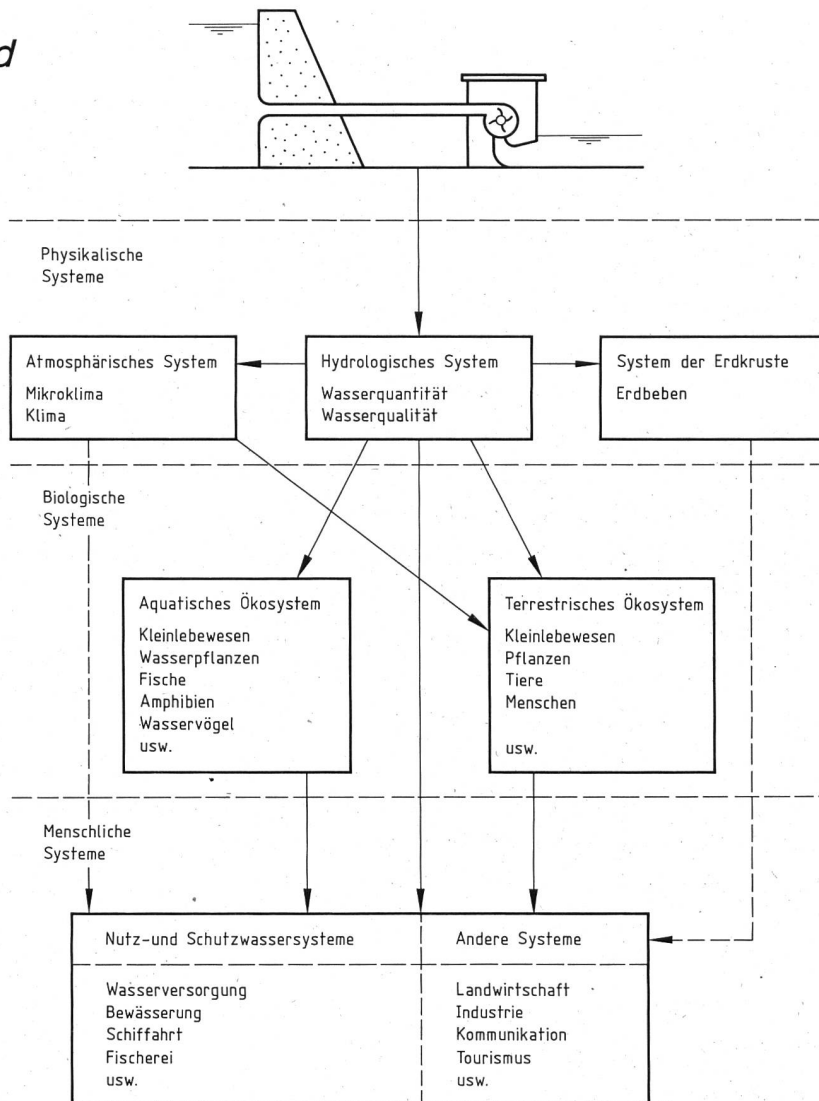 d
Physikalische
Systeme
Atmosphärisches System
Mikroklima
Klima
Hydrologisches System
Wasserquantität
Wasserqualität
System der Erdkruste
Erdbeben
Biologische
Systeme
Aquatisches Ökosystem
Kleinlebewesen
Wasserpflanzen
Fische
Amphibien
Wasservögel
usw.
Terrestrisches Ökosystem
Kleinlebewesen
Pflanzen
Tiere
Menschen
usw.
Menschliche
Systeme
Nutz-und Schutzwassersysteme
Wasserversorgung
Bewässerung
Schiffahrt
Fischerei
usw.
Andere Systeme
Landwirtschaft
Industrie
Kommunikation
Tourismus
usw.